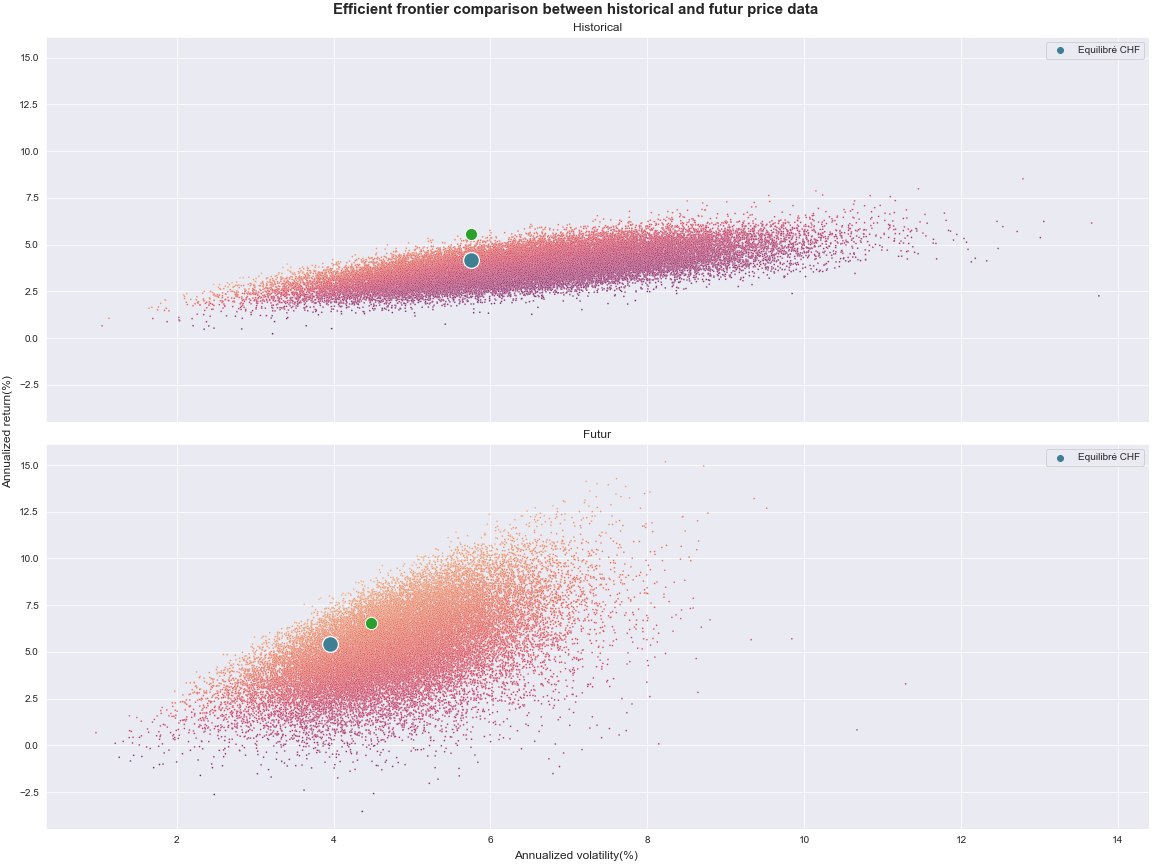 Efficient frontier comparison between historical and futur price data
Historical
Equilibré CHF
15.0
12.5
10.0
7.5
5.0
2.5
0.0
−2.5
Annualized return(%)
Futur
Equilibré CHF
15.0
12.5
10.0
7.5
5.0
2.5
0.0
−2.5
2 4 6 8 10 12 14
Annualized volatility(%)